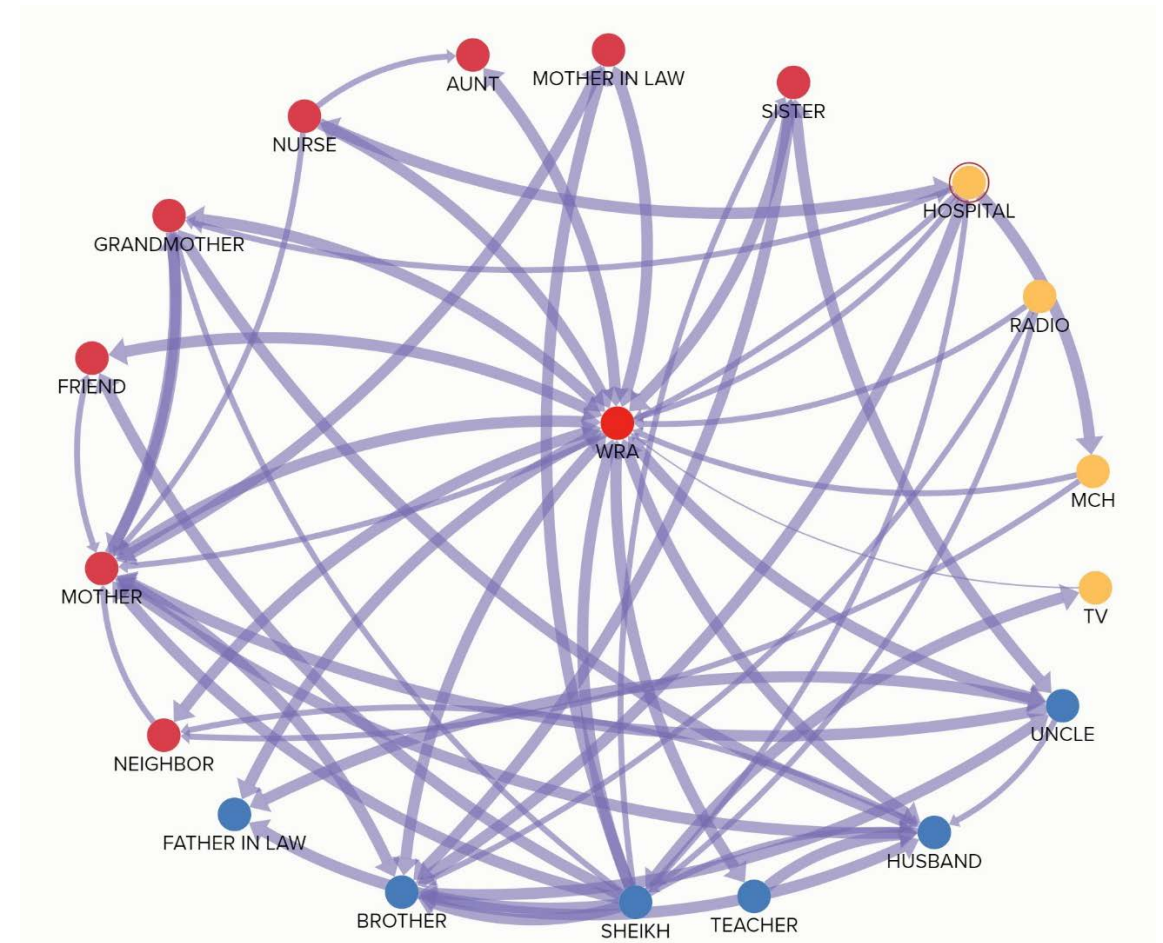 MOTHER IN LAW
AUNT
SISTER
NURSE
HOSPITAL
GRANDMOTHER
RADIO
FRIEND
WRA
MCH
MOTHER
TV
UNCLE
NEIGHBOR
FATHER IN LAW
HUSBAND
BROTHER
TEACHER
SHEIKH